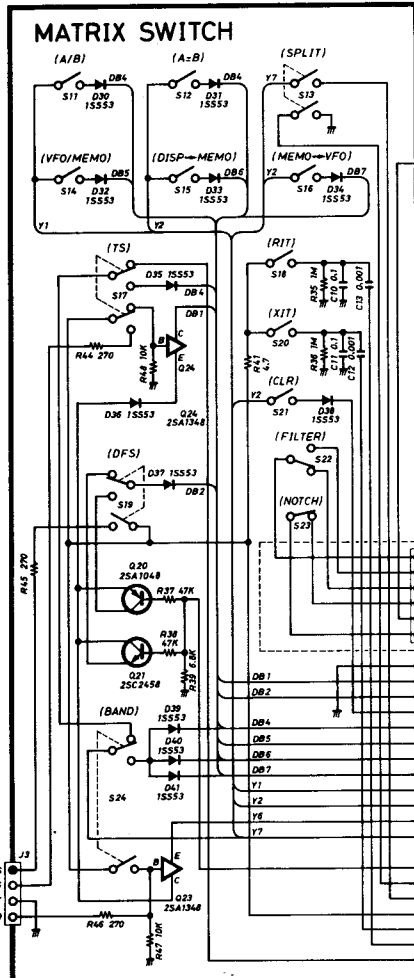 MATRIX SWITCH
(A/B)
(A=B)
(SPLIT)
DB4
DB4
Y7
S11
D30
1SS53
S12
D31
1SS53
S13
(VFO/MEMO)
DB5
(DISP→MEMO)
DB6
(MEMO→VFO)
DB7
S14
D32
1SS53
S15
D33
1SS53
Y2
S16
D34
1SS53
Y1
Y2
(TS)
D35 1SS53
S17
DB4
DB1
R44 270
R48 10K
B
C
E
Q24
D36 1SS53
Q24
2SA1348
(RIT)
S18
R35 1M
C10 0.1
C13 0.001
(XIT)
S20
R41
4.7
R36 1M
C11 0.1
C12 0.001
(CLR)
Y2
S21
D38
1SS53
(FILTER)
S22
(NOTCH)
S23
(DFS)
D37 1SS53
S19
DB2
R45 270
Q20
2SA1048
R37 47K
R38
47K
R39 6.8K
Q21
2SC2458
DB1
DB2
(BAND)
D39
1SS53
D40
1SS53
D41
1SS53
S24
DB4
DB5
DB6
DB7
Y1
Y2
Y6
Y7
J3
B
E
C
Q23
2SA1348
R46 270
R47 10K